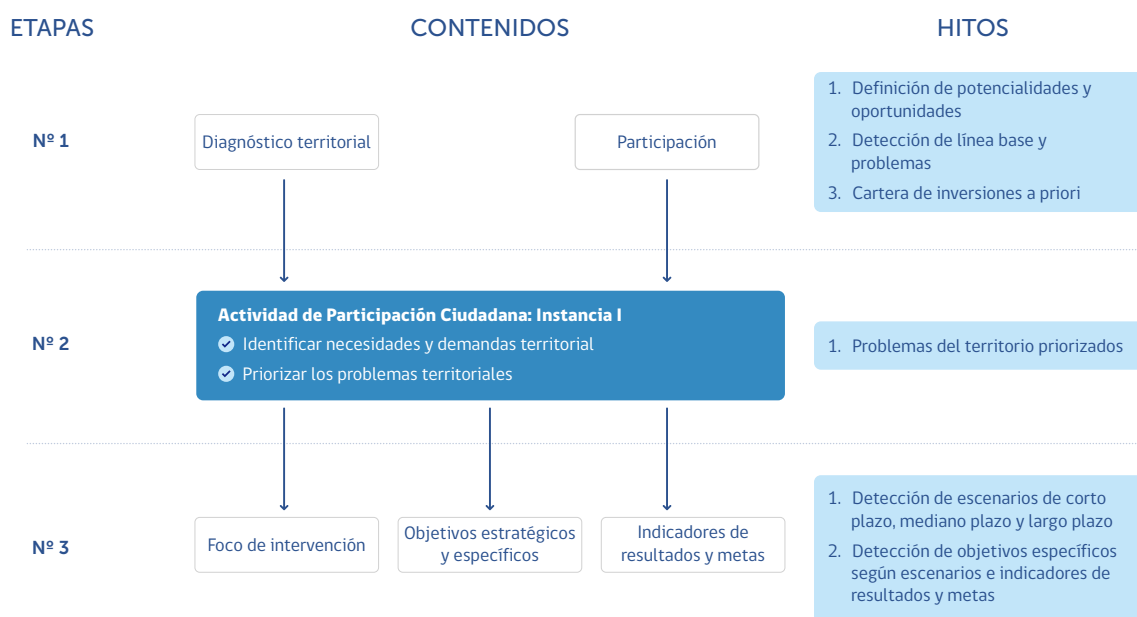 ETAPAS
CONTENIDOS
HITOS
Nº 1
Diagnóstico territorial
Participación
1. Definición de potencialidades y
oportunidades
2. Detección de línea base y
problemas
3. Cartera de inversiones a priori
Nº 2
Actividad de Participación Ciudadana: Instancia I
Identificar necesidades y demandas territorial
Priorizar los problemas territoriales
1. Problemas del territorio priorizados
Nº 3
Foco de intervención
Objetivos estratégicos
y específicos
Indicadores de
resultados y metas
1. Detección de escenarios de corto
plazo, mediano plazo y largo plazo
2. Detección de objetivos específicos
según escenarios e indicadores de
resultados y metas